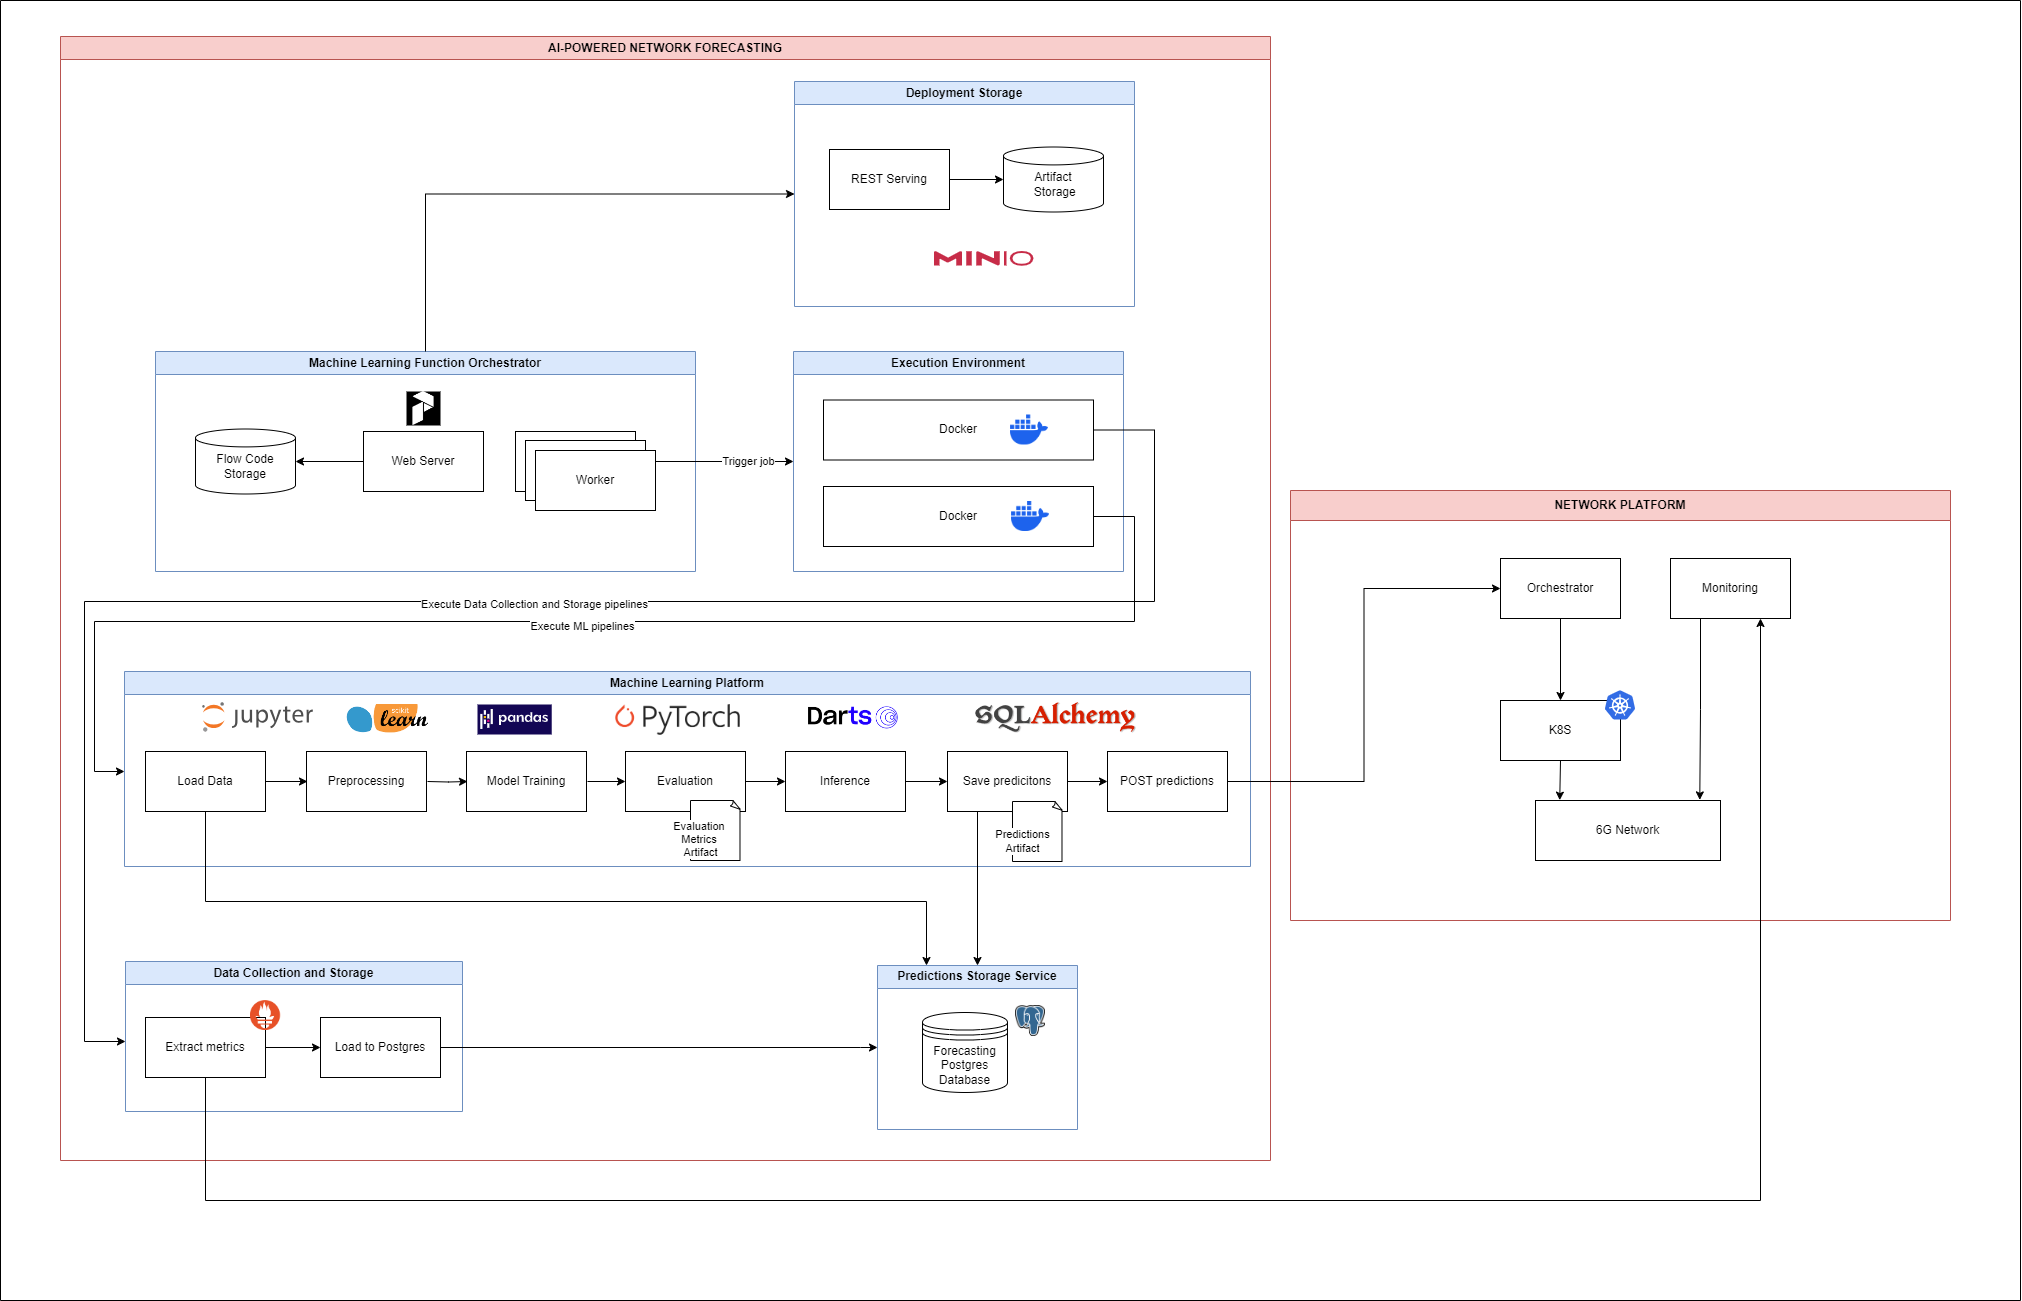 AI-POWERED NETWORK FORECASTING
Deployment Storage
REST Serving
Artifact
Storage
MINIO
Machine Learning Function Orchestrator
Flow Code
Storage
Web Server
Worker
Trigger job
Execution Environment
Docker
Docker
Execute Data Collection and Storage pipelines
Execute ML pipelines
Machine Learning Platform
jupyter
scikit
learn
pandas
PyTorch
Darts
SQLAlchemy
Load Data
Preprocessing
Model Training
Evaluation
Inference
Save predicitons
POST predictions
Evaluation
Metrics
Artifact
Predictions
Artifact
Data Collection and Storage
Extract metrics
Load to Postgres
Predictions Storage Service
Forecasting
Postgres
Database
NETWORK PLATFORM
Orchestrator
Monitoring
K8S
6G Network